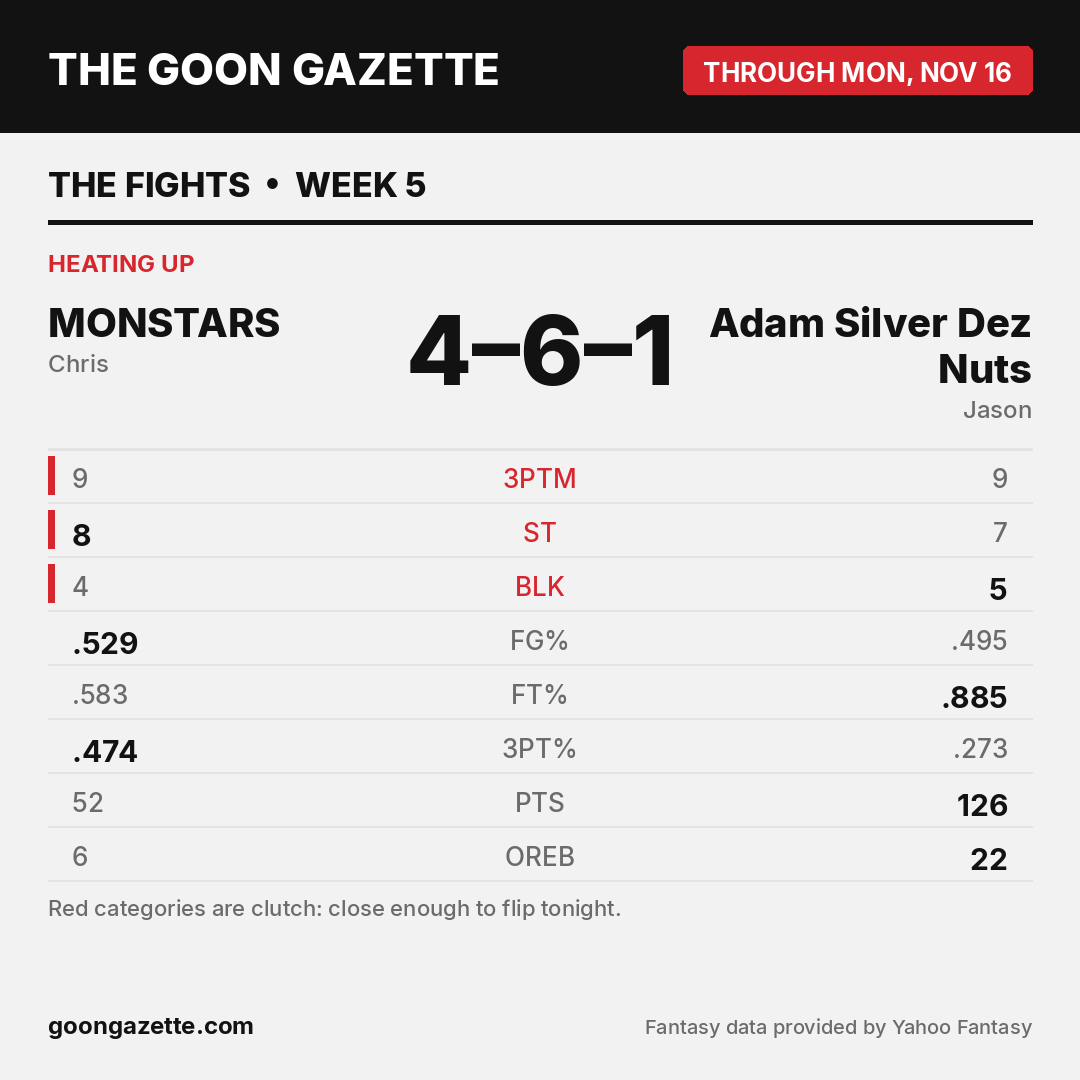 THE GOON GAZETTE
THROUGH MON, NOV 16
THE FIGHTS • WEEK 5
HEATING UP
MONSTARS
Chris
4–6–1
Adam Silver Dez
Nuts
Jason
9 3PTM 9
8 ST 7
4 BLK 5
.529 FG% .495
.583 FT% .885
.474 3PT% .273
52 PTS 126
6 OREB 22
Red categories are clutch: close enough to flip tonight.
goongazette.com
Fantasy data provided by Yahoo Fantasy